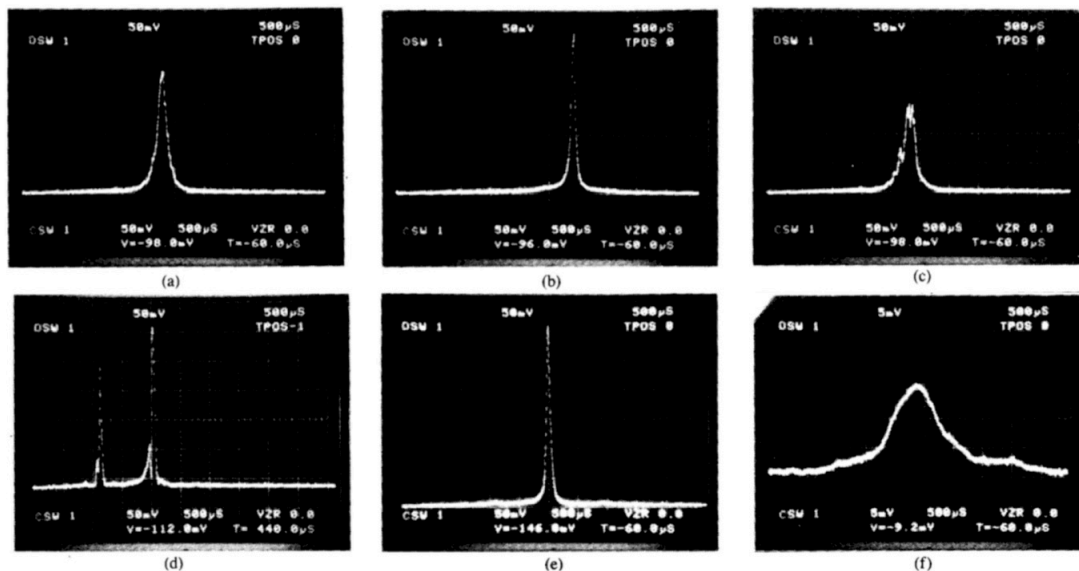 50mV 500µS
DSW 1 TPOS 0
CSW 1 50mV 500µS VZR 0.0
V=-98.0mV T=-60.0µS
(a)
50mV 500µS
DSW 1 TPOS 0
CSW 1 50mV 500µS VZR 0.0
V=-96.0mV T=-60.0µS
(b)
50mV 500µS
DSW 1 TPOS 0
CSW 1 50mV 500µS VZR 0.0
V=-98.0mV T=-60.0µS
(c)
50mV 500µS
DSW 1 TPOS-1
CSW 1 50mV 500µS VZR 0.0
V=-112.0mV T= 440.0µS
(d)
50mV 500µS
DSW 1 TPOS 0
CSW 1 50mV 500µS VZR 0.0
V=-146.0mV T=-60.0µS
(e)
5mV 500µS
DSW 1 TPOS 0
CSW 1 5mV 500µS VZR 0.0
V=-9.2mV T=-60.0µS
(f)